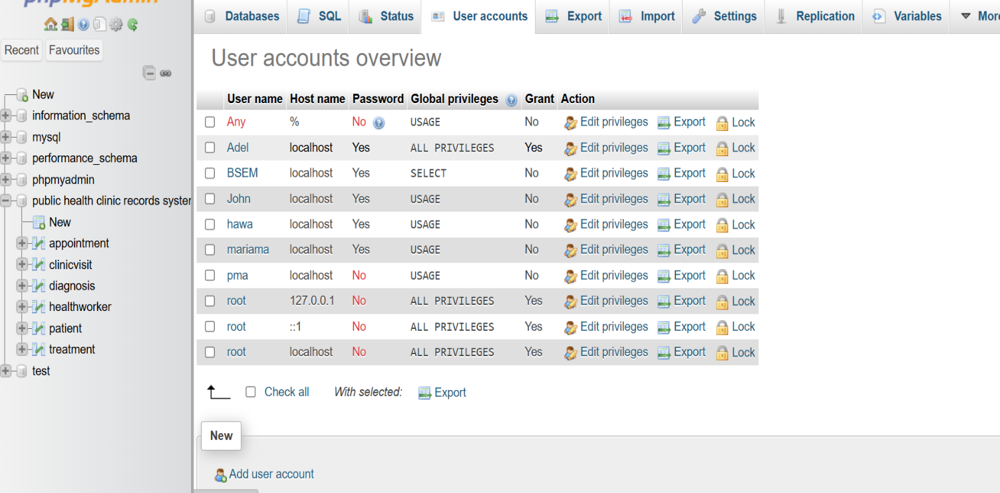 phpMyAdmin
Databases SQL Status User accounts Export Import Settings Replication Variables More
Recent Favourites
New
information_schema
mysql
performance_schema
phpmyadmin
public health clinic records system
New
appointment
clinicvisit
diagnosis
healthworker
patient
treatment
test
User accounts overview
User name Host name Password Global privileges Grant Action
Any % No USAGE No Edit privileges Export Lock
Adel localhost Yes ALL PRIVILEGES Yes Edit privileges Export Lock
BSEM localhost Yes SELECT No Edit privileges Export Lock
John localhost Yes USAGE No Edit privileges Export Lock
hawa localhost Yes USAGE No Edit privileges Export Lock
mariama localhost Yes USAGE No Edit privileges Export Lock
pma localhost No USAGE No Edit privileges Export Lock
root 127.0.0.1 No ALL PRIVILEGES Yes Edit privileges Export Lock
root ::1 No ALL PRIVILEGES Yes Edit privileges Export Lock
root localhost No ALL PRIVILEGES Yes Edit privileges Export Lock
Check all With selected: Export
New
Add user account